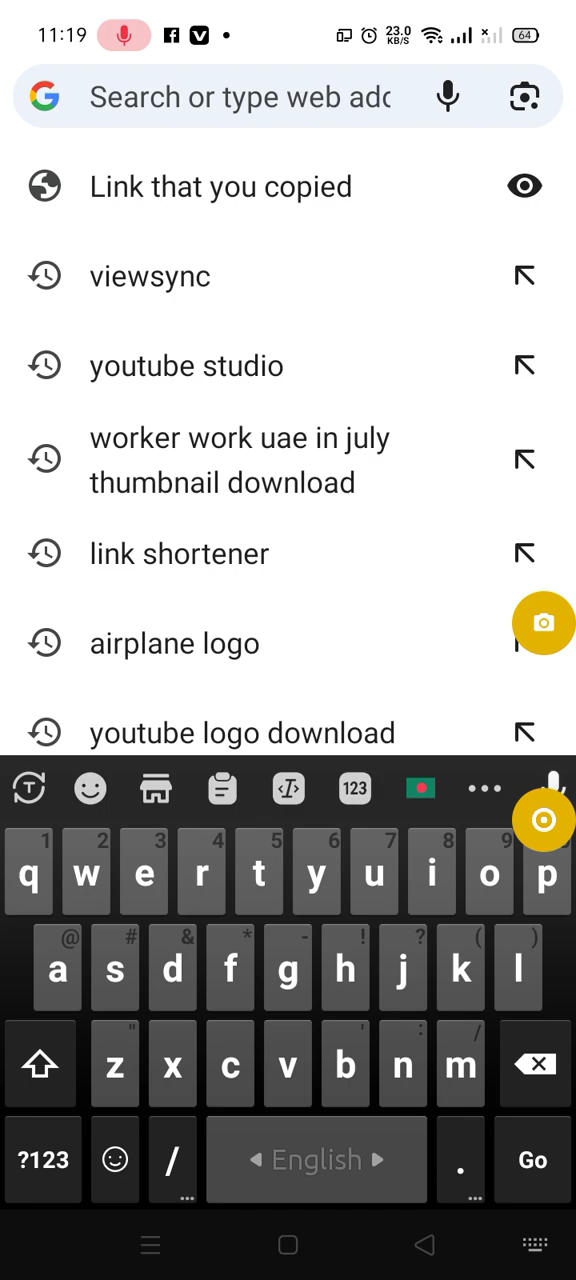 11:19 23.0 KB/S 64
Search or type web adc
Link that you copied
viewsync
youtube studio
worker work uae in july
thumbnail download
link shortener
airplane logo
youtube logo download
123
1 2 3 4 5 6 7 8 9
q w e r t y u i o p
@ # & * - ! ? ( )
a s d f g h j k l
" ' : /
z x c v b n m
?123 / English . Go